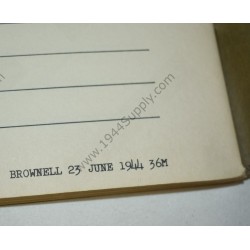 © www.1944Supply.com
BROWNELL 23 JUNE 1944 36M